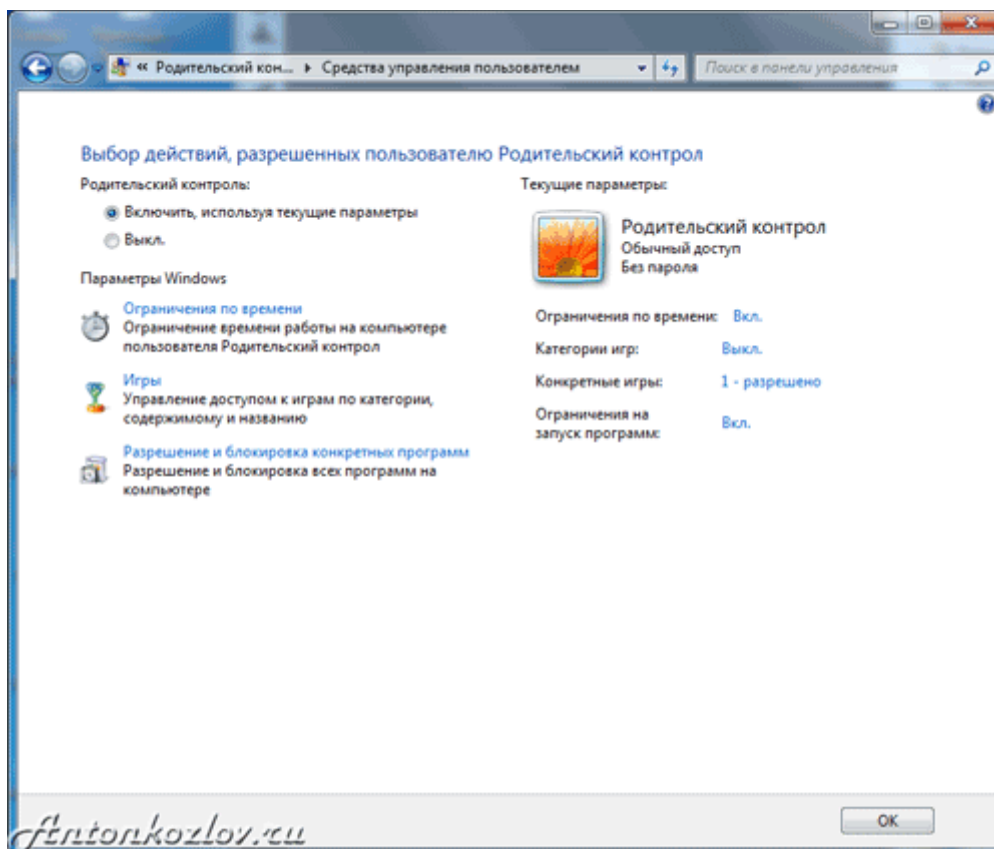 « Родительский кон... ▸ Средства управления пользователем
Поиск в панели управления
Выбор действий, разрешенных пользователю Родительский контрол
Родительский контроль:
Включить, используя текущие параметры
Выкл.
Параметры Windows
Ограничения по времени
Ограничение времени работы на компьютере
пользователя Родительский контрол
Игры
Управление доступом к играм по категории,
содержимому и названию
Разрешение и блокировка конкретных программ
Разрешение и блокировка всех программ на
компьютере
Текущие параметры:
Родительский контрол
Обычный доступ
Без пароля
Ограничения по времени: Вкл.
Категории игр: Выкл.
Конкретные игры: 1 - разрешено
Ограничения на
запуск программ: Вкл.
OK
Antonkozlov.ru